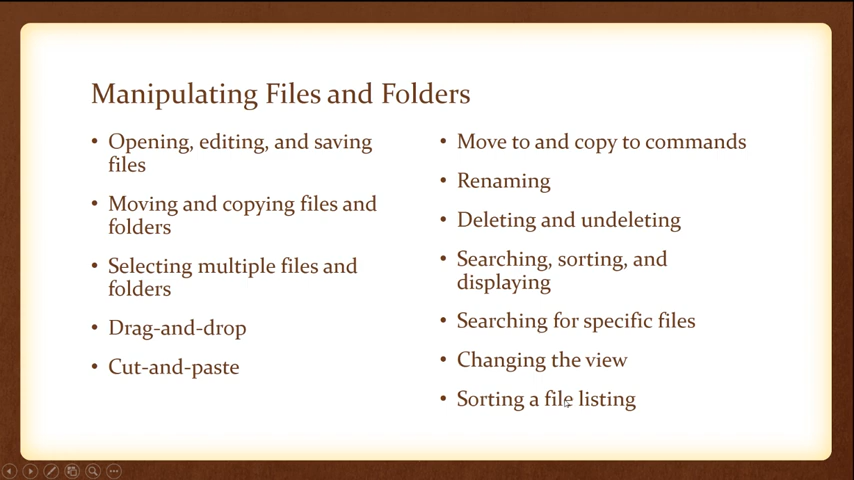 Manipulating Files and Folders
• Opening, editing, and saving
files
• Moving and copying files and
folders
• Selecting multiple files and
folders
• Drag-and-drop
• Cut-and-paste
• Move to and copy to commands
• Renaming
• Deleting and undeleting
• Searching, sorting, and
displaying
• Searching for specific files
• Changing the view
• Sorting a file listing